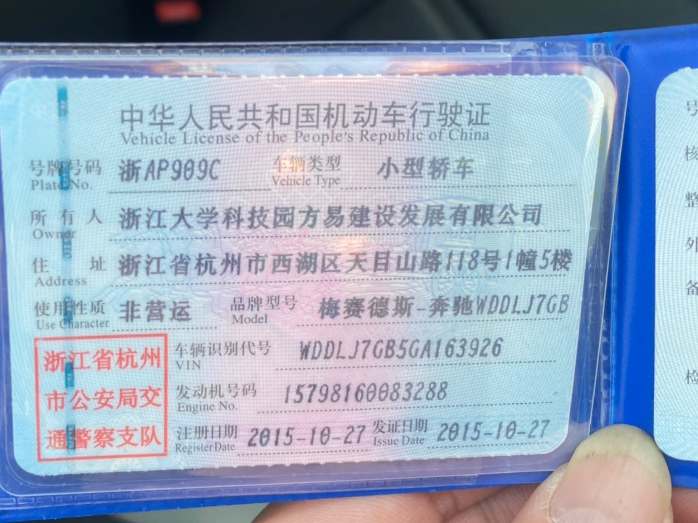 中华人民共和国机动车行驶证
Vehicle License of the People's Republic of China
号牌号码 浙AP909C 车辆类型 小型轿车
Plate No. Vehicle Type
所有人 浙江大学科技园方易建设发展有限公司
Owner
住址 浙江省杭州市西湖区天目山路118号1幢5楼
Address
使用性质 非营运 品牌型号 梅赛德斯-奔驰WDDLJ7GB
Use Character Model
浙江省杭州
市公安局交
通警察支队
车辆识别代号 WDDLJ7GB5GA163926
VIN
发动机号码 15798160083288
Engine No.
注册日期 2015-10-27 发证日期 2015-10-27
Register Date Issue Date
号
核
整
外
备
检